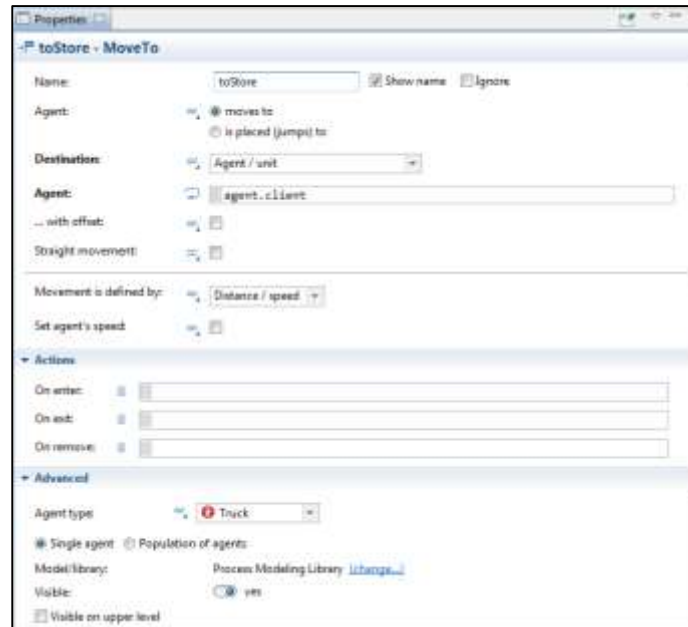 Properties
toStore - MoveTo
Name: toStore Show name Ignore
Agent: moves to
is placed (jumps) to
Destination: Agent / unit
Agent: agent.client
... with offset:
Straight movement:
Movement is defined by: Distance / speed
Set agent's speed:
Actions
On enter:
On exit:
On remove:
Advanced
Agent type: Truck
Single agent Population of agents
Model/library: Process Modeling Library (change...)
Visible: yes
Visible on upper level